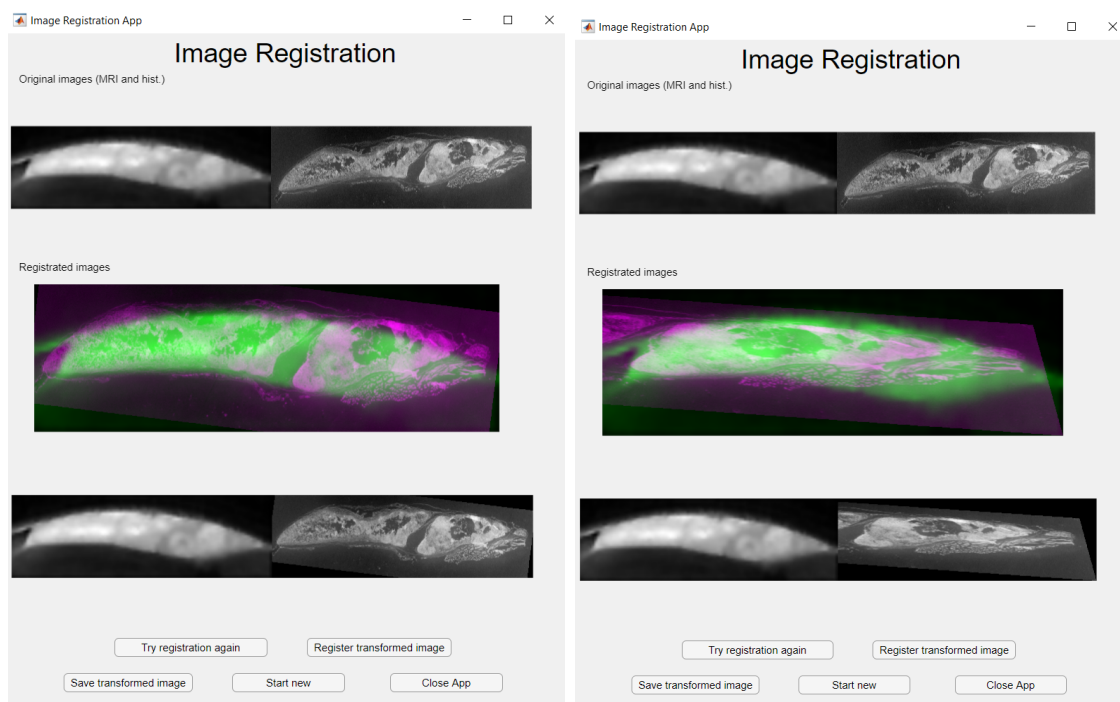 Image Registration App
Image Registration
Original images (MRI and hist.)
Registrated images
Try registration again
Register transformed image
Save transformed image
Start new
Close App
Image Registration App
Image Registration
Original images (MRI and hist.)
Registrated images
Try registration again
Register transformed image
Save transformed image
Start new
Close App